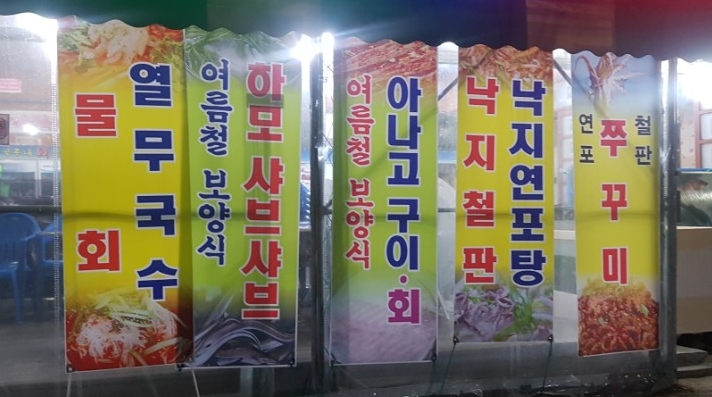 열무국수
물회
하모 샤브샤브
여름철 보양식
아나고 구이·회
여름철 보양식
낙지연포탕
낙지철판
철판
쭈꾸미
연포